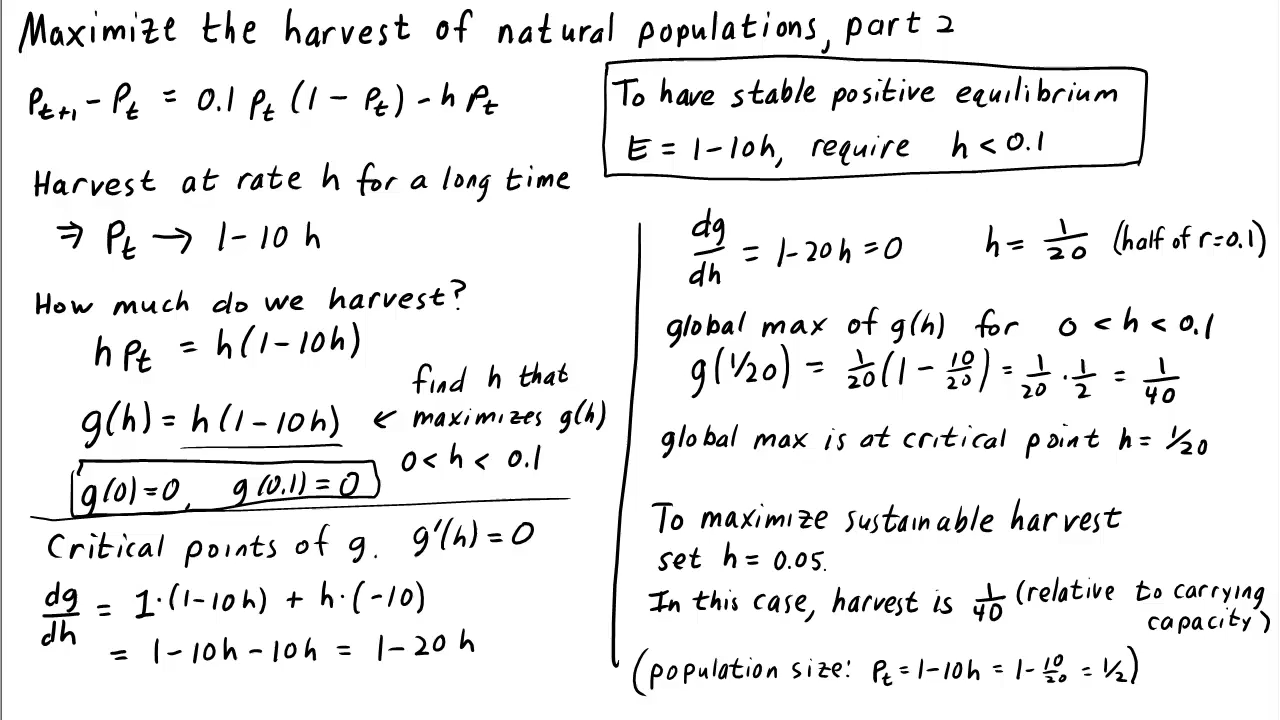 Maximize the harvest of natural populations, part 2
P_{t+1} - P_t = 0.1 P_t (1 - P_t) - h P_t
To have stable positive equilibrium
E = 1-10h, require h < 0.1
Harvest at rate h for a long time
⇒ P_t → 1-10 h
How much do we harvest?
h P_t = h(1-10h)
g(h) = h(1-10h) ← find h that
maximizes g(h)
0 < h < 0.1
g(0)=0, g(0.1)=0
Critical points of g. g'(h)=0
dg/dh = 1·(1-10h) + h·(-10)
= 1-10h-10h = 1-20 h
dg/dh = 1-20h = 0 h = 1/20 (half of r=0.1)
global max of g(h) for 0 < h < 0.1
g(1/20) = 1/20(1 - 10/20) = 1/20 · 1/2 = 1/40
global max is at critical point h = 1/20
To maximize sustainable harvest
set h = 0.05.
In this case, harvest is 1/40 (relative to carrying
capacity)
(population size: P_t = 1-10h = 1-10/20 = 1/2)